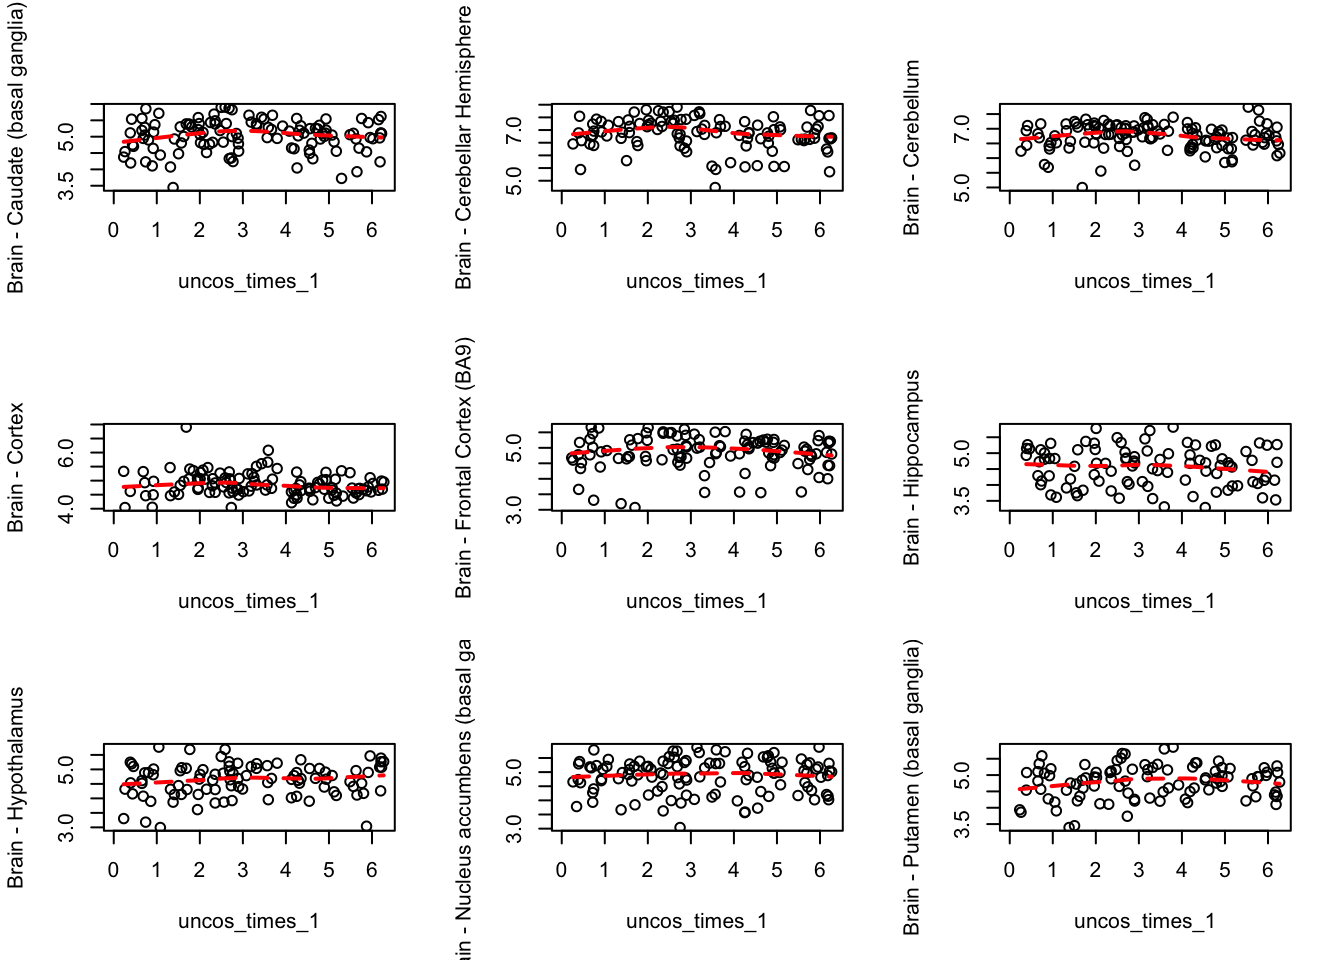 Brain - Caudate (basal ganglia)
3.5 5.0
0 1 2 3 4 5 6
uncos_times_1
Brain - Cerebellar Hemisphere
5.0 7.0
0 1 2 3 4 5 6
uncos_times_1
Brain - Cerebellum
5.0 7.0
0 1 2 3 4 5 6
uncos_times_1
Brain - Cortex
4.0 6.0
0 1 2 3 4 5 6
uncos_times_1
Brain - Frontal Cortex (BA9)
3.0 5.0
0 1 2 3 4 5 6
uncos_times_1
Brain - Hippocampus
3.5 5.0
0 1 2 3 4 5 6
uncos_times_1
Brain - Hypothalamus
3.0 5.0
0 1 2 3 4 5 6
uncos_times_1
ain - Nucleus accumbens (basal ga
3.0 5.0
0 1 2 3 4 5 6
uncos_times_1
Brain - Putamen (basal ganglia)
3.5 5.0
0 1 2 3 4 5 6
uncos_times_1